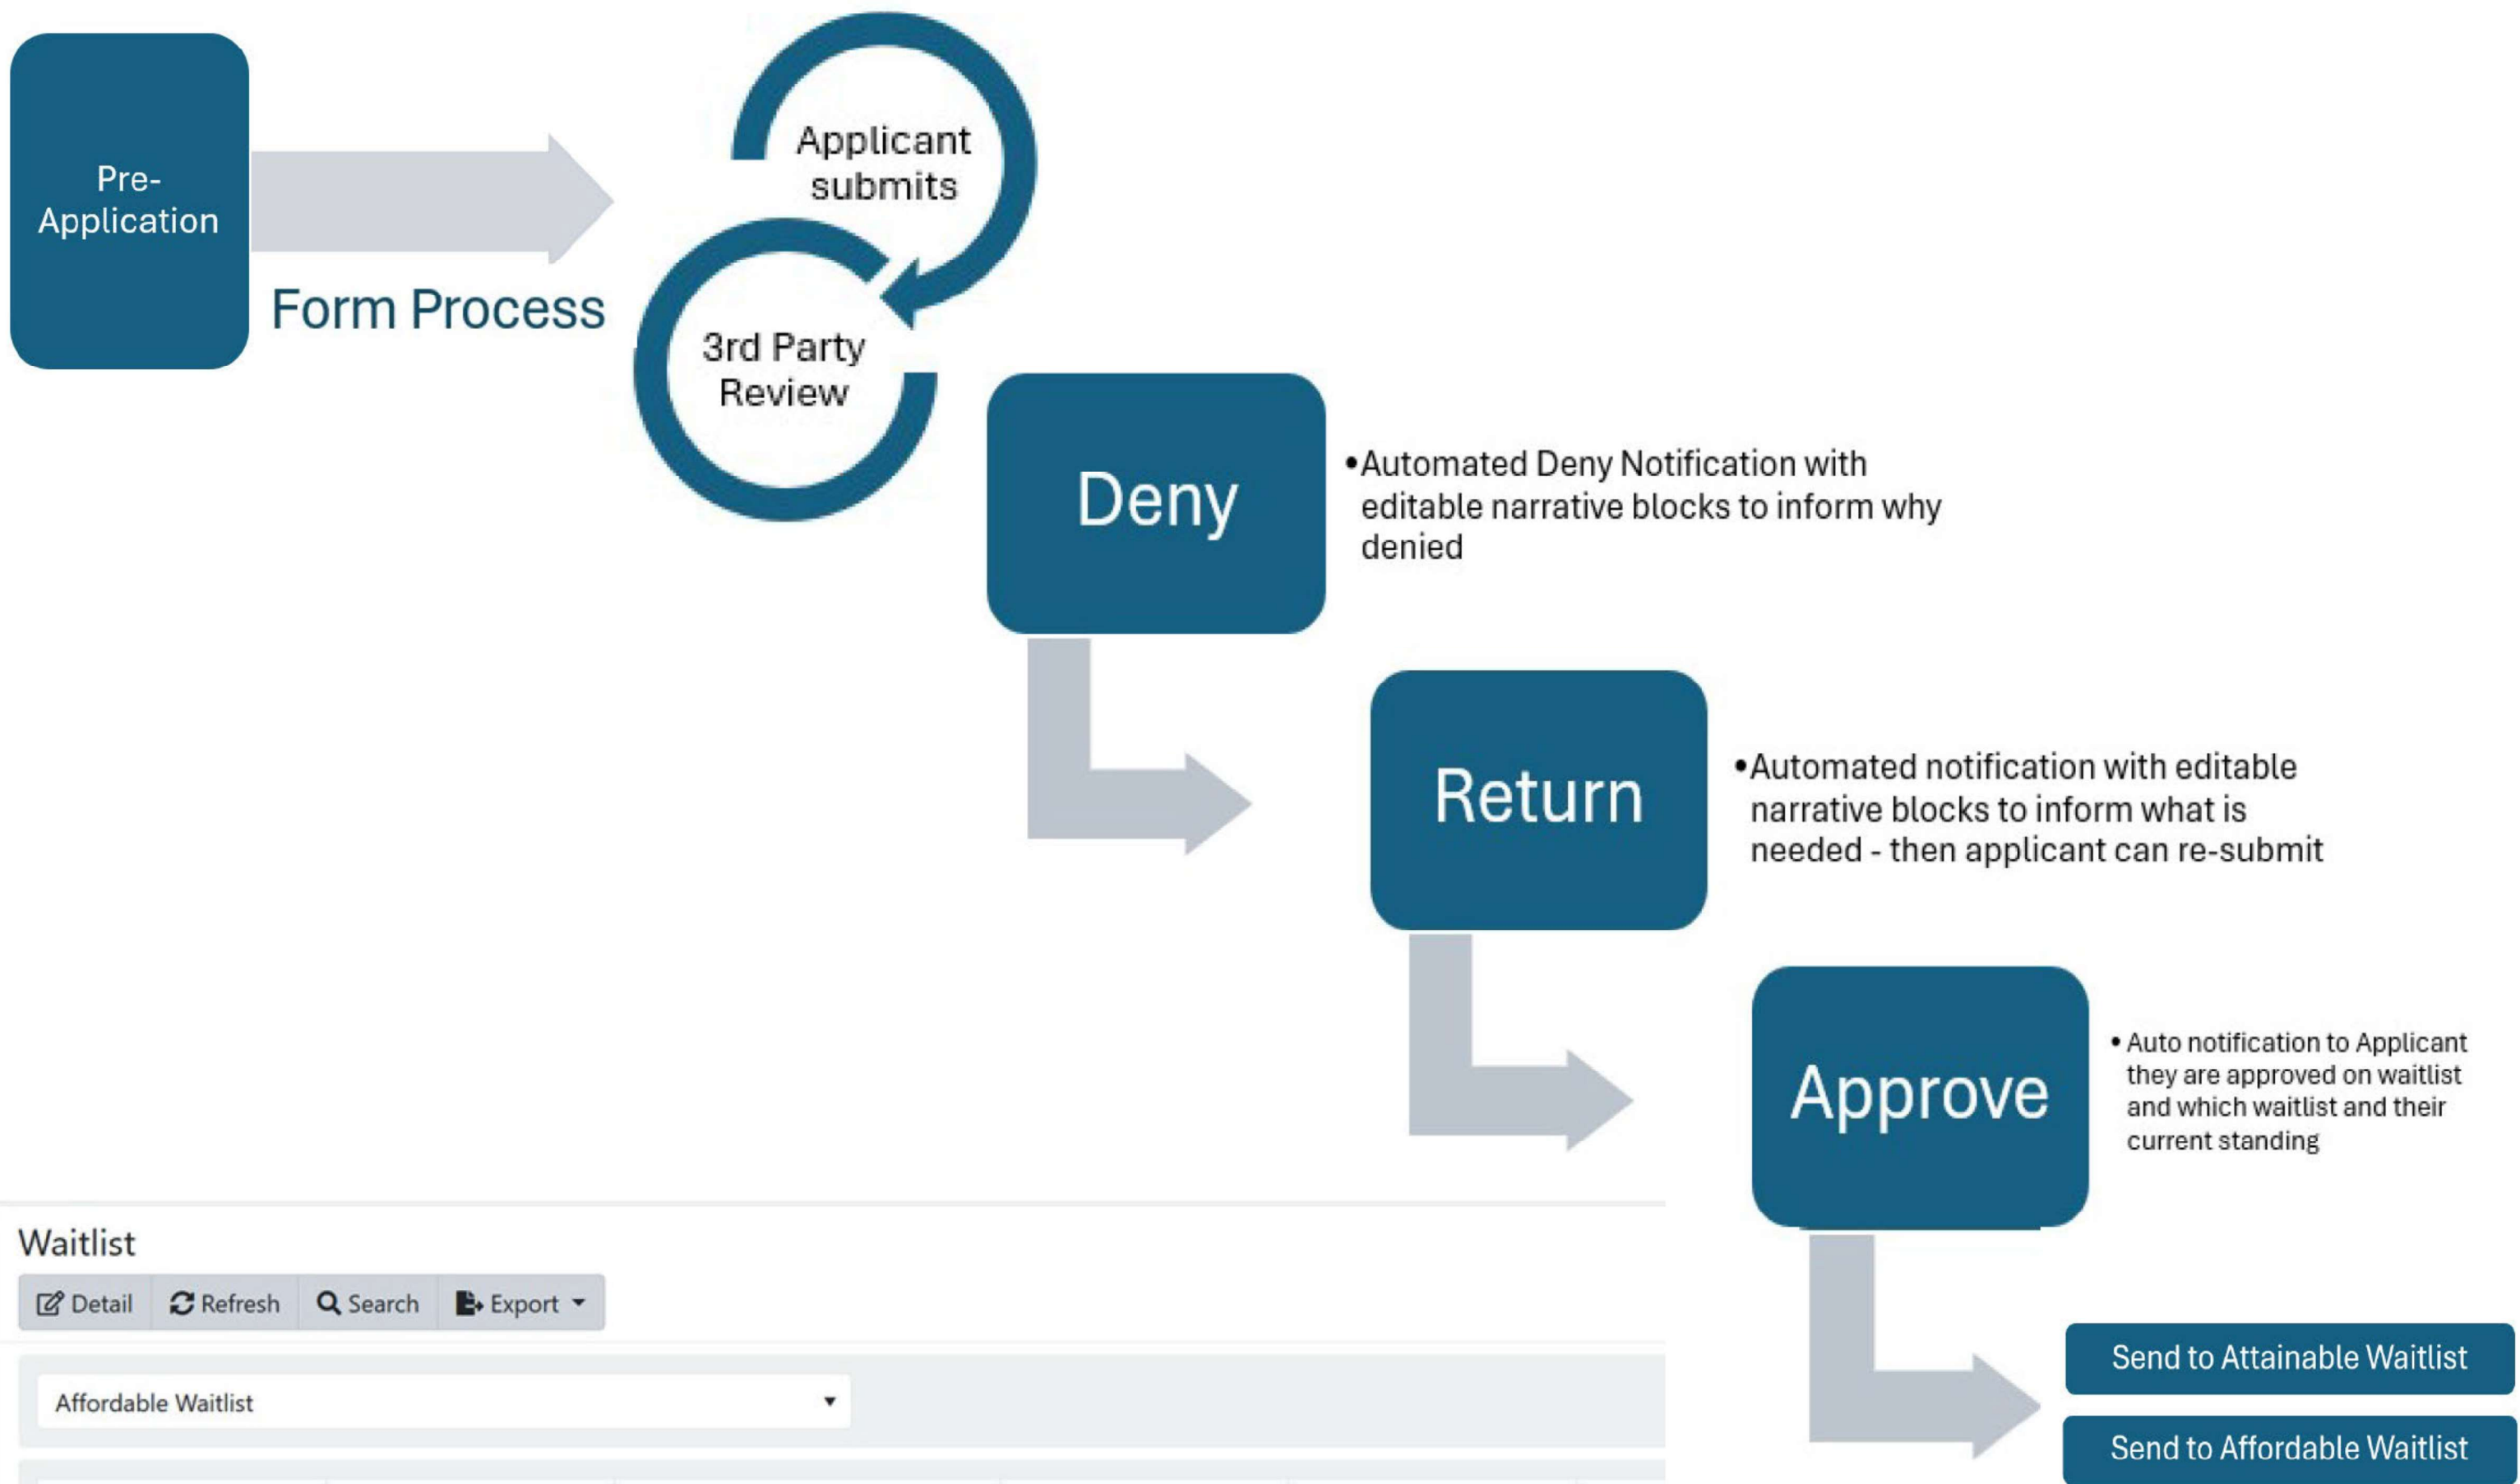 Pre-
Application
Form Process
Applicant
submits
3rd Party
Review
Deny
•Automated Deny Notification with
editable narrative blocks to inform why
denied
Return
•Automated notification with editable
narrative blocks to inform what is
needed - then applicant can re-submit
Approve
• Auto notification to Applicant
they are approved on waitlist
and which waitlist and their
current standing
Send to Attainable Waitlist
Send to Affordable Waitlist
Waitlist
Detail Refresh Search Export
Affordable Waitlist